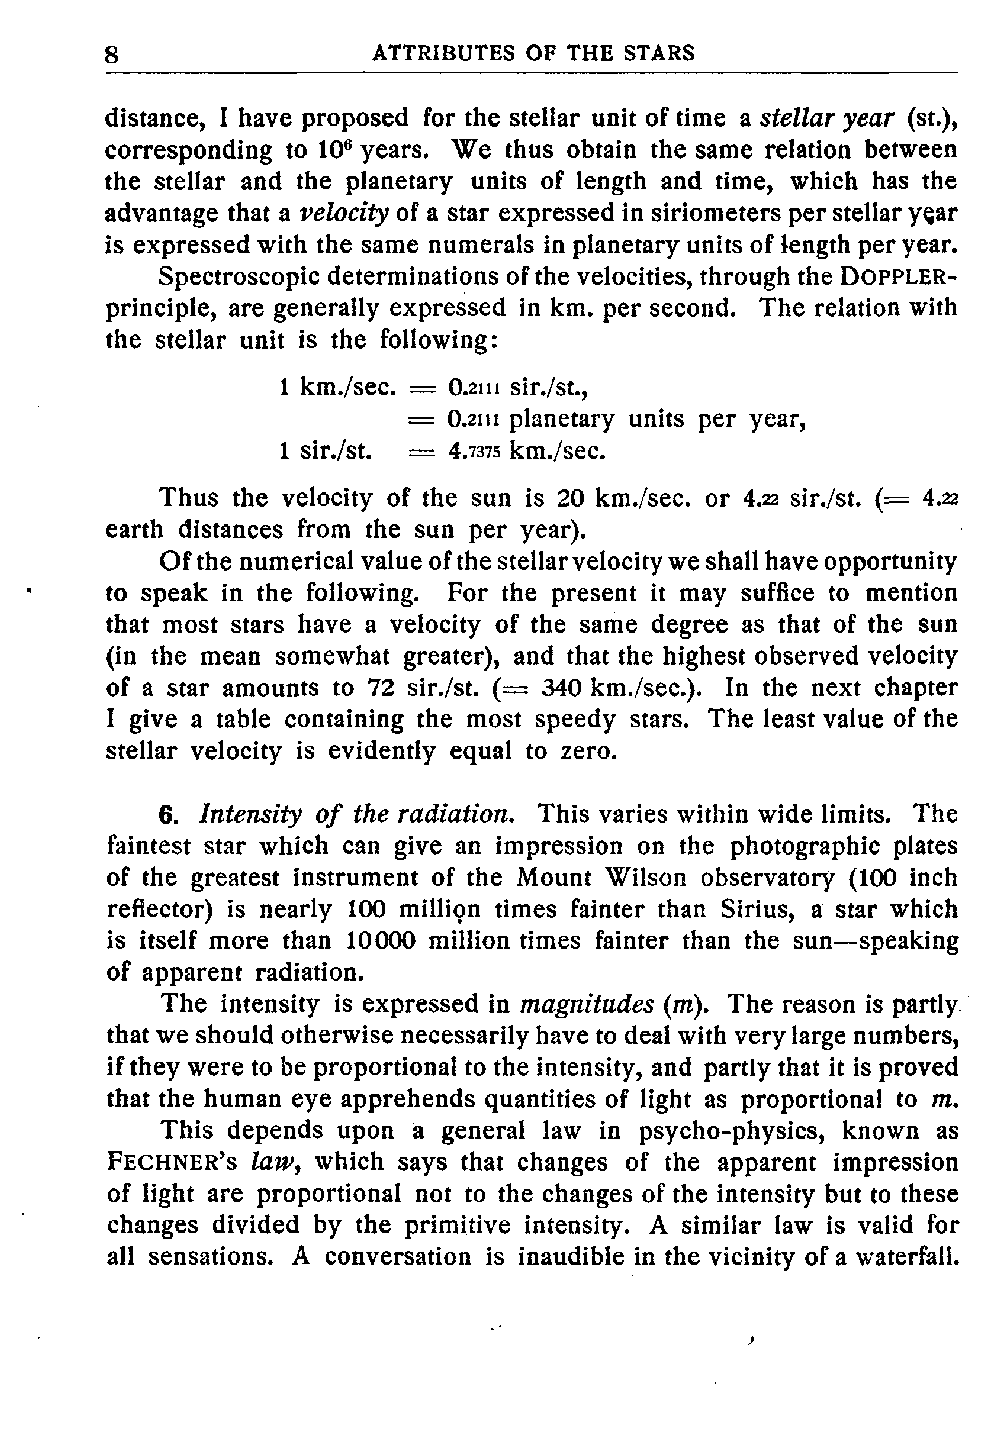 8 ATTRIBUTES OF THE STARS
distance, I have proposed for the stellar unit of time a stellar year (st.),
corresponding to 10⁶ years. We thus obtain the same relation between
the stellar and the planetary units of length and time, which has the
advantage that a velocity of a star expressed in siriometers per stellar year
is expressed with the same numerals in planetary units of length per year.
Spectroscopic determinations of the velocities, through the DOPPLER-
principle, are generally expressed in km. per second. The relation with
the stellar unit is the following:
1 km./sec. = 0.2111 sir./st.,
= 0.2111 planetary units per year,
1 sir./st. = 4.7375 km./sec.
Thus the velocity of the sun is 20 km./sec. or 4.22 sir./st. (= 4.22
earth distances from the sun per year).
Of the numerical value of the stellar velocity we shall have opportunity
to speak in the following. For the present it may suffice to mention
that most stars have a velocity of the same degree as that of the sun
(in the mean somewhat greater), and that the highest observed velocity
of a star amounts to 72 sir./st. (= 340 km./sec.). In the next chapter
I give a table containing the most speedy stars. The least value of the
stellar velocity is evidently equal to zero.
6. Intensity of the radiation. This varies within wide limits. The
faintest star which can give an impression on the photographic plates
of the greatest instrument of the Mount Wilson observatory (100 inch
reflector) is nearly 100 million times fainter than Sirius, a star which
is itself more than 10000 million times fainter than the sun—speaking
of apparent radiation.
The intensity is expressed in magnitudes (m). The reason is partly
that we should otherwise necessarily have to deal with very large numbers,
if they were to be proportional to the intensity, and partly that it is proved
that the human eye apprehends quantities of light as proportional to m.
This depends upon a general law in psycho-physics, known as
FECHNER's law, which says that changes of the apparent impression
of light are proportional not to the changes of the intensity but to these
changes divided by the primitive intensity. A similar law is valid for
all sensations. A conversation is inaudible in the vicinity of a waterfall.